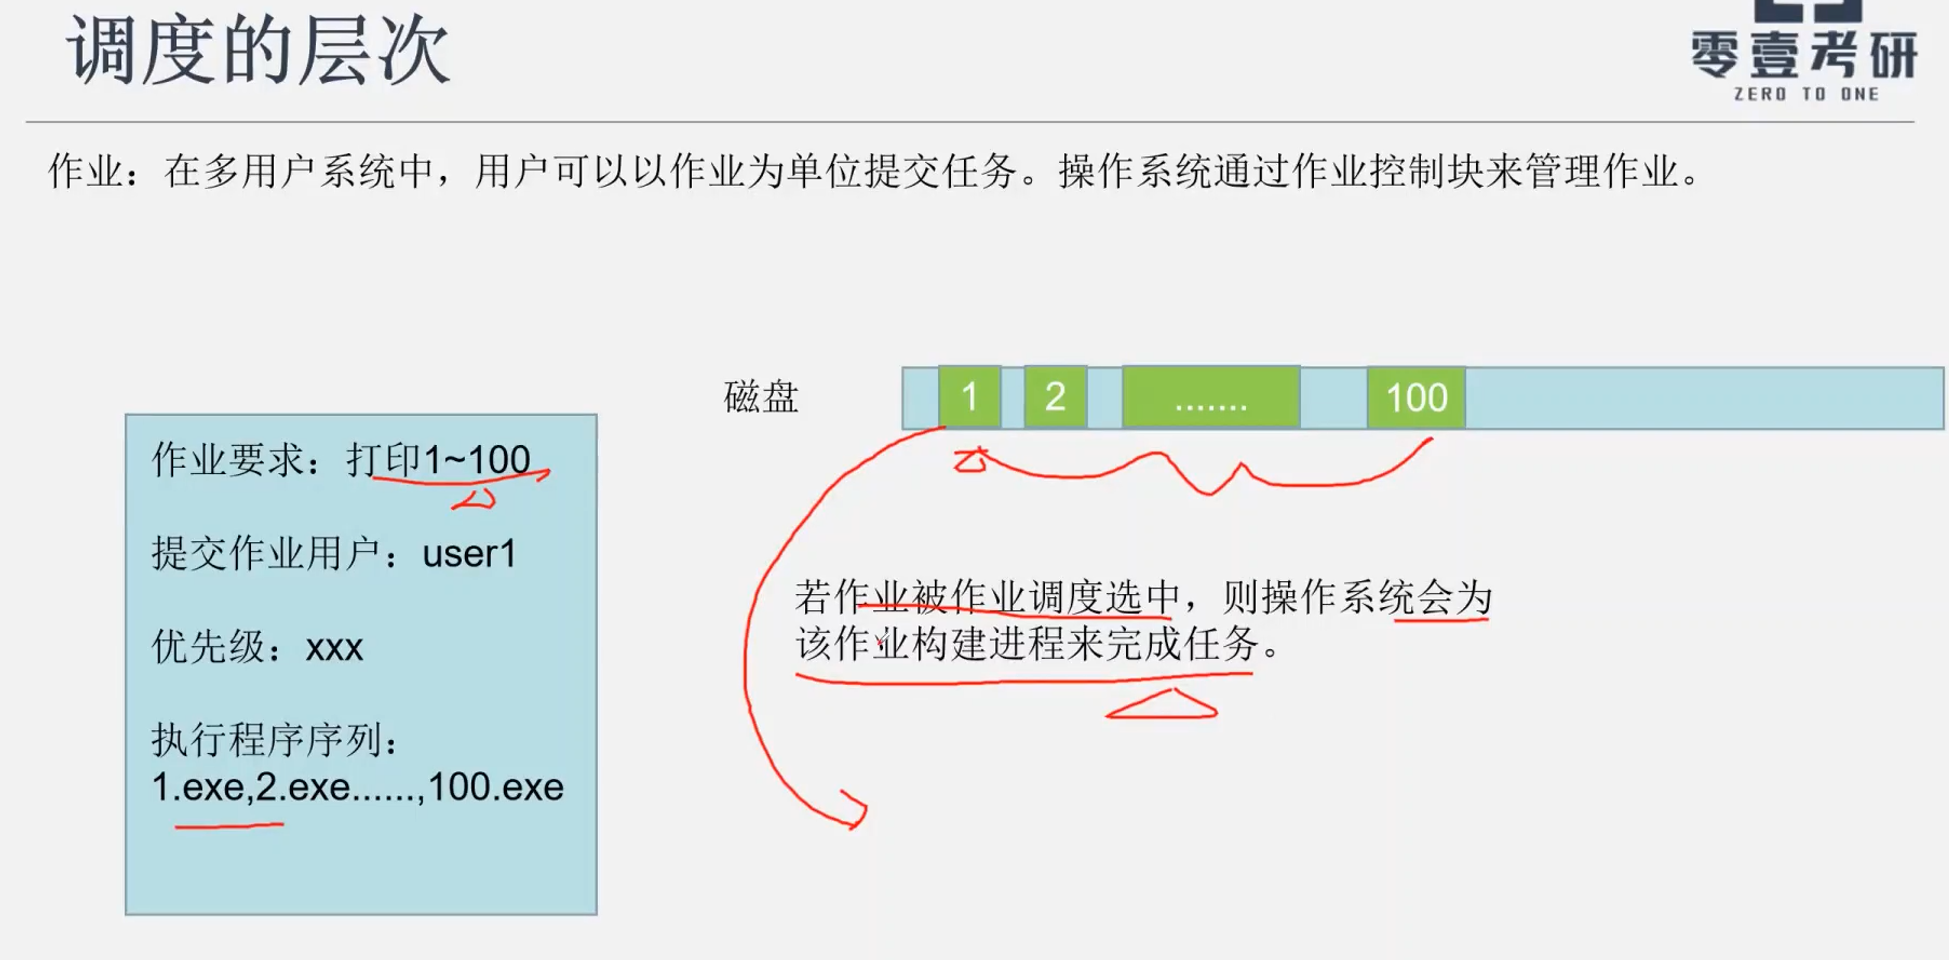 调度的层次
零壹考研
ZERO TO ONE
作业：在多用户系统中，用户可以以作业为单位提交任务。操作系统通过作业控制块来管理作业。
磁盘
1
2
.......
100
作业要求：打印1~100
提交作业用户：user1
优先级：xxx
执行程序序列：
1.exe,2.exe......,100.exe
若作业被作业调度选中，则操作系统会为
该作业构建进程来完成任务。